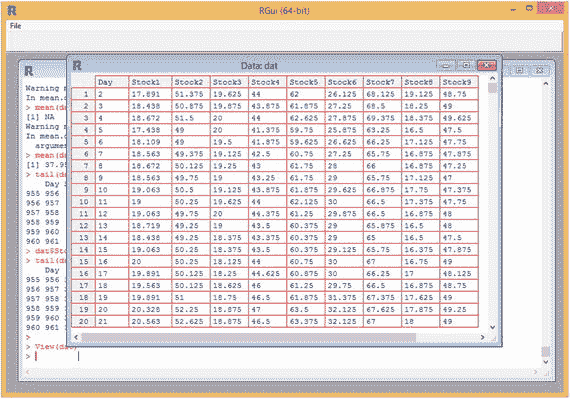 RGui (64-bit)
File
Data: dat
Day Stock1 Stock2 Stock3 Stock4 Stock5 Stock6 Stock7 Stock8 Stock9
1 2 17.891 51.375 19.625 44 62 26.125 68.125 19.125 48.75
2 3 18.438 50.875 19.875 43.875 61.875 27.25 68.5 18.25 49
3 4 18.672 51.5 20 44 62.625 27.875 69.375 18.375 49.625
4 5 17.438 49 20 41.375 59.75 25.875 63.25 16.5 47.5
5 6 18.109 49 19.5 41.875 59.625 26.625 66.25 17.125 47.75
6 7 18.563 49.375 19.125 42.5 60.75 27.25 65.75 16.875 47.875
7 8 18.672 50.125 19.25 43 61.75 28 66 16.875 47.25
8 9 18.563 49.75 19 43.25 61.75 29 65.75 17.125 47
9 10 19.063 50.5 19.125 43.875 61.875 29.625 66.875 17.75 47.375
10 11 19 50.25 19.625 44 62.125 30 66.5 17.375 47.75
11 12 19.063 49.75 20 44.375 61.25 29.875 66.5 16.875 48
12 13 18.719 49.25 19 43.5 60.375 29 65.875 16.5 48
13 14 18.438 49.25 18.375 43.375 60.375 29 65 16.5 47.5
14 15 19.063 50.25 18.375 43.5 60.375 29.125 65.75 16.375 47.875
15 16 20 50.25 18.125 44 60.75 30 67 16.75 49
16 17 19.891 50.125 18.25 44.625 60.875 30 66.25 17 48.125
17 18 19.563 50.125 18.625 46 61.25 29.75 66.5 16.875 48.75
18 19 19.891 51 18.75 46.5 61.875 31.375 67.375 17.625 49
19 20 20.328 52.25 18.875 47 63.5 32.125 67.625 17.875 49.25
20 21 20.563 52.625 18.875 46.5 63.375 32.125 67 18 49
Warning m
In mean.d
> mean(da
[1] NA
Warning m
In mean.d
argumen
> mean(da
[1] 37.95
> tail(da
Day
955 956
956 957
957 958
958 959
959 960
960 961
> dat$Sto
> tail(da
Day
955 956
956 957
957 958
958 959
959 960
960 961
>
> View(dat)
>